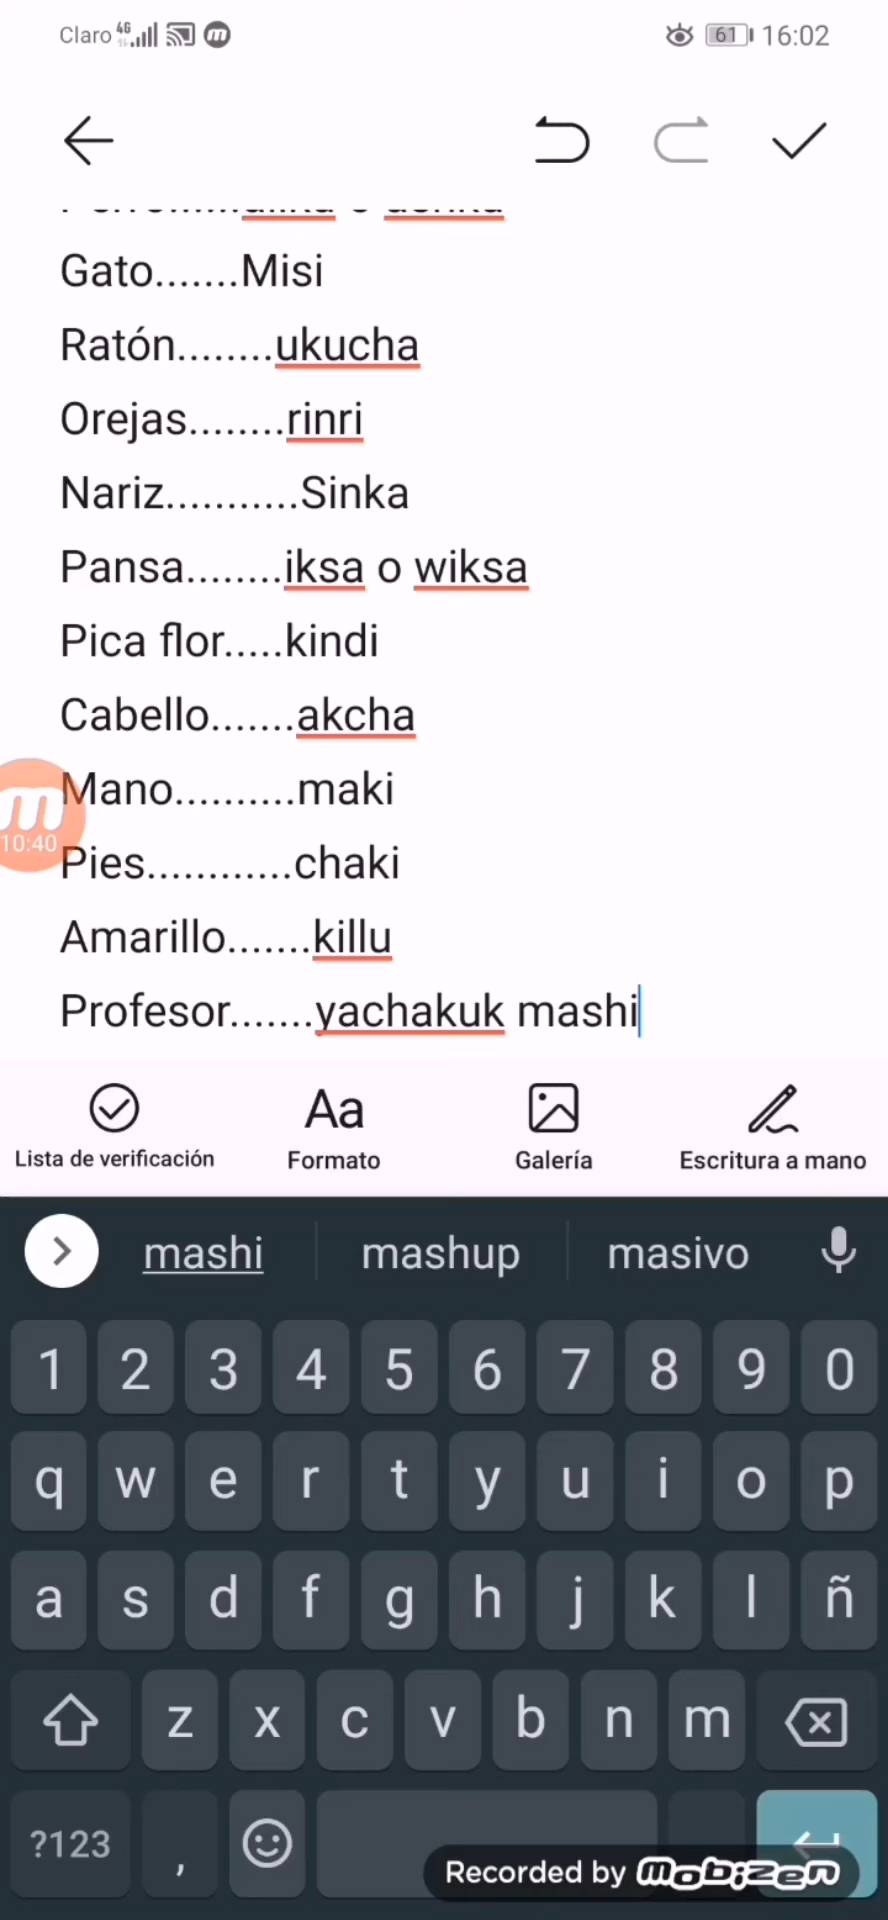 Claro 4G 61 16:02
Gato.......Misi
Ratón........ukucha
Orejas........rinri
Nariz...........Sinka
Pansa........iksa o wiksa
Pica flor.....kindi
Cabello.......akcha
Mano..........maki
10:40
Pies............chaki
Amarillo.......killu
Profesor.......yachakuk mashi
Lista de verificación Aa Formato Galería Escritura a mano
mashi mashup masivo
1 2 3 4 5 6 7 8 9 0
q w e r t y u i o p
a s d f g h j k l ñ
z x c v b n m
?123 ,
Recorded by mobizen